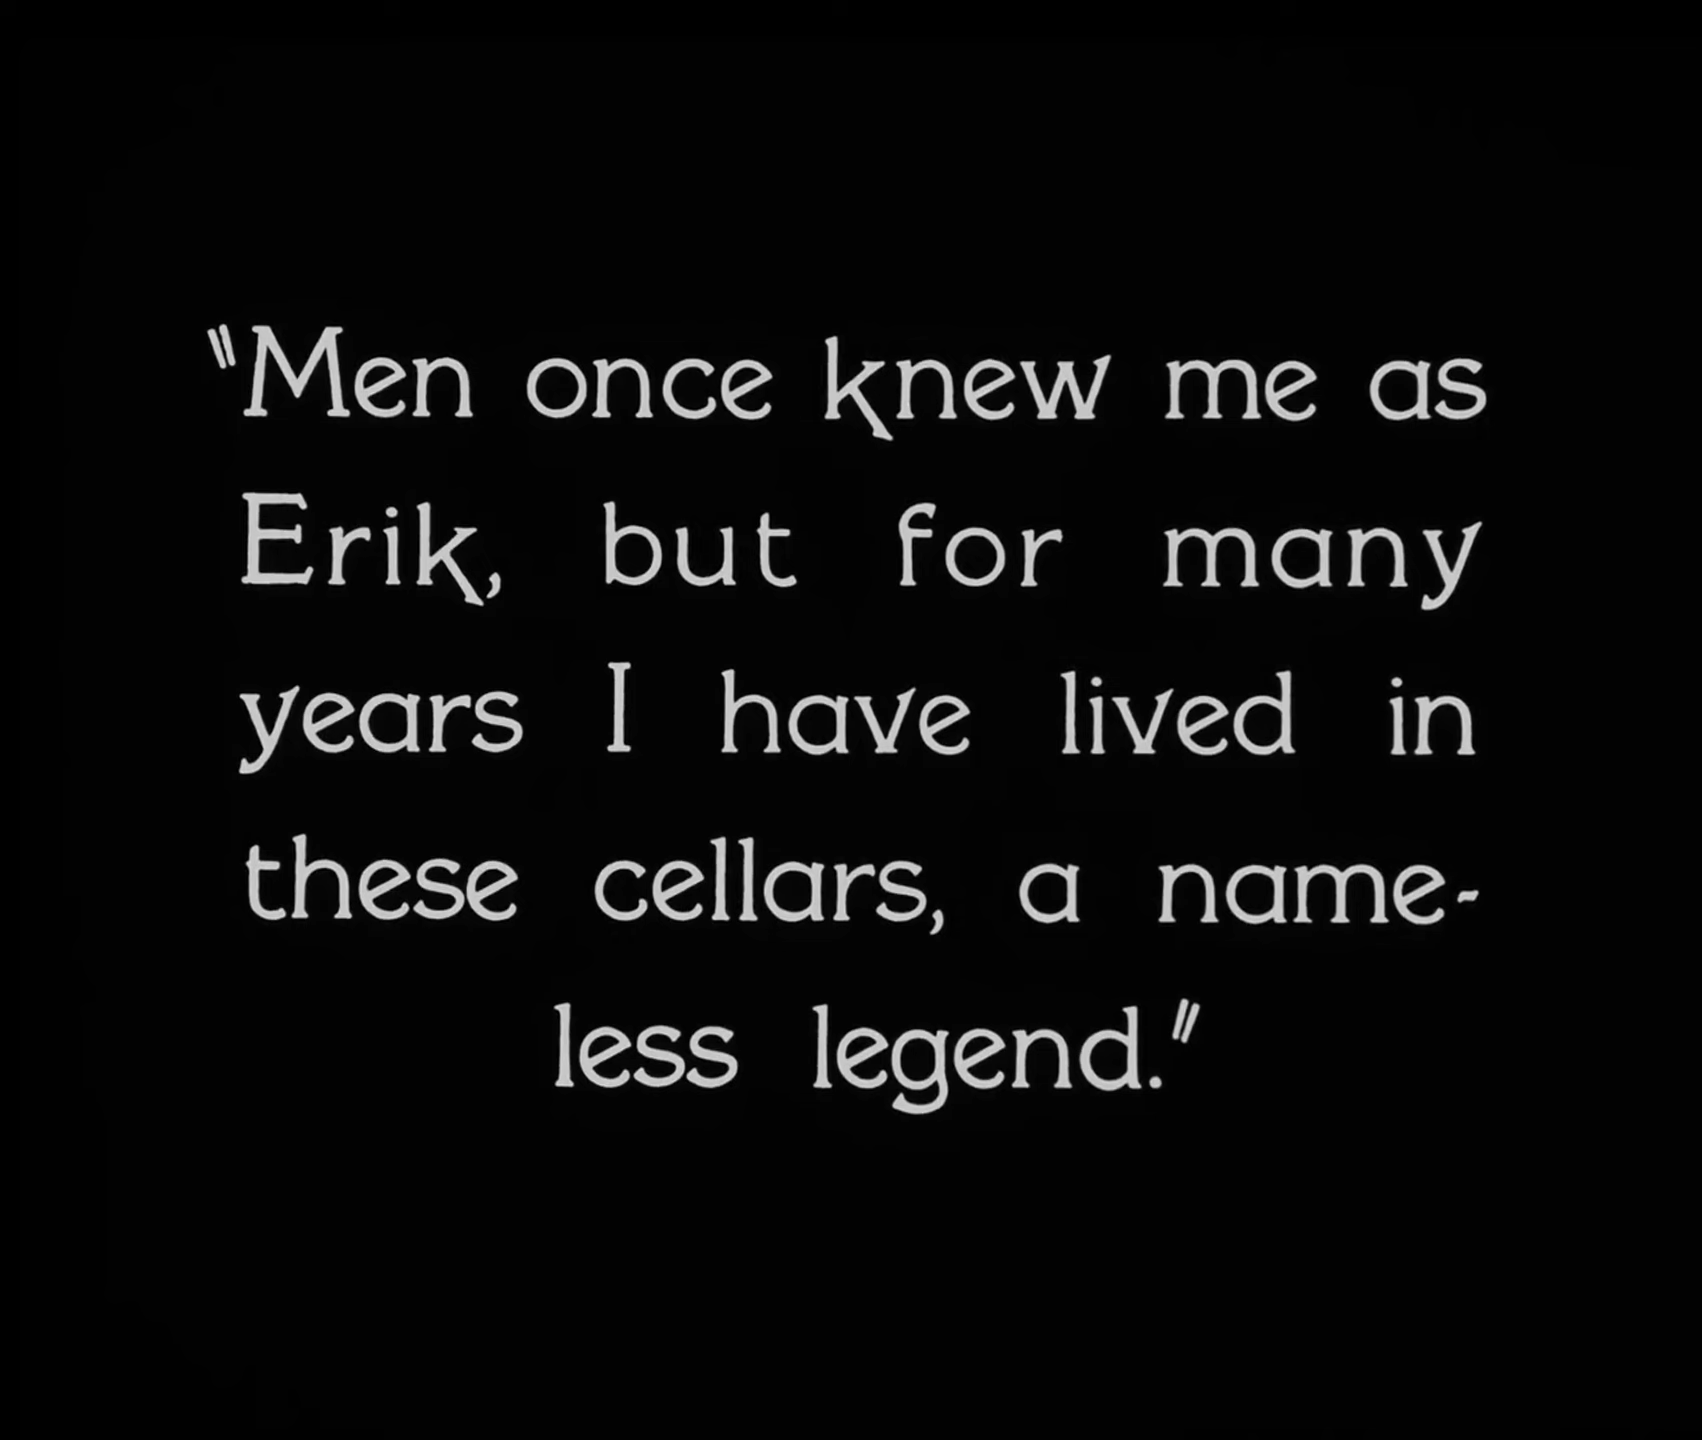 "Men once knew me as
Erik, but for many
years I have lived in
these cellars, a name-
less legend."